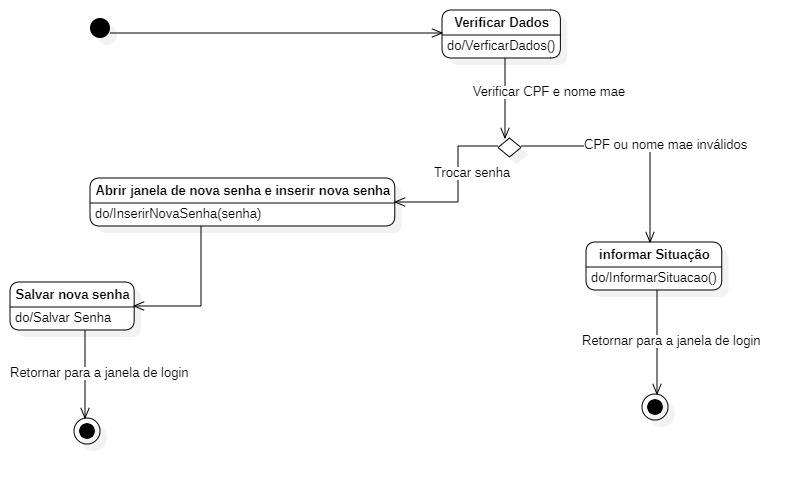 Verificar Dados
do/VerficarDados()
Verificar CPF e nome mae
CPF ou nome mae inválidos
Trocar senha
Abrir janela de nova senha e inserir nova senha
do/InserirNovaSenha(senha)
informar Situação
do/InformarSituacao()
Salvar nova senha
do/Salvar Senha
Retornar para a janela de login
Retornar para a janela de login